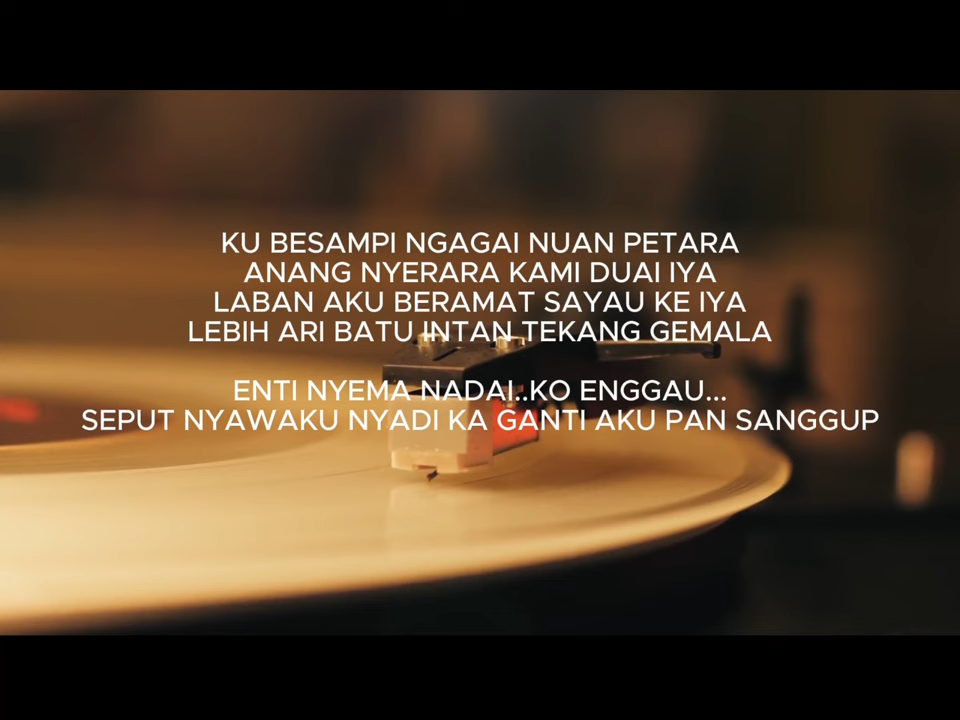 KU BESAMPI NGAGAI NUAN PETARA
ANANG NYERARA KAMI DUAI IYA
LABAN AKU BERAMAT SAYAU KE IYA
LEBIH ARI BATU INTAN TEKANG GEMALA
ENTI NYEMA NADAI..KO ENGGAU...
SEPUT NYAWAKU NYADI KA GANTI AKU PAN SANGGUP